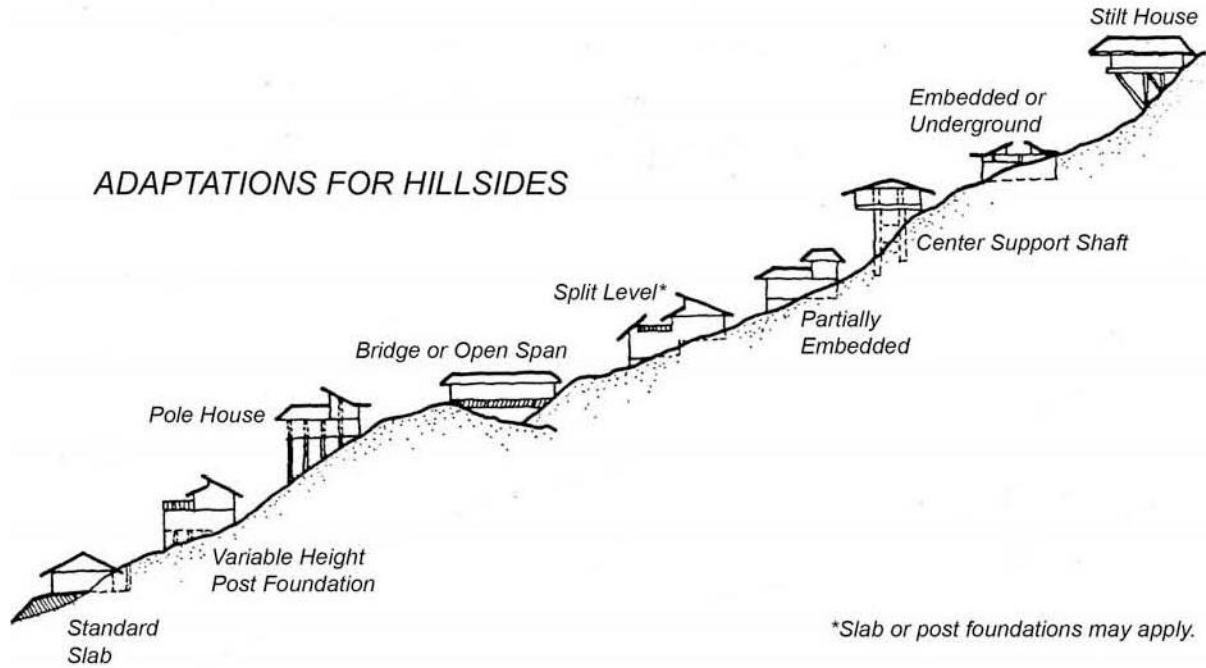 Stilt House
Embedded or
Underground
ADAPTATIONS FOR HILLSIDES
Center Support Shaft
Split Level*
Partially
Embedded
Bridge or Open Span
Pole House
Variable Height
Post Foundation
*Slab or post foundations may apply.
Standard
Slab